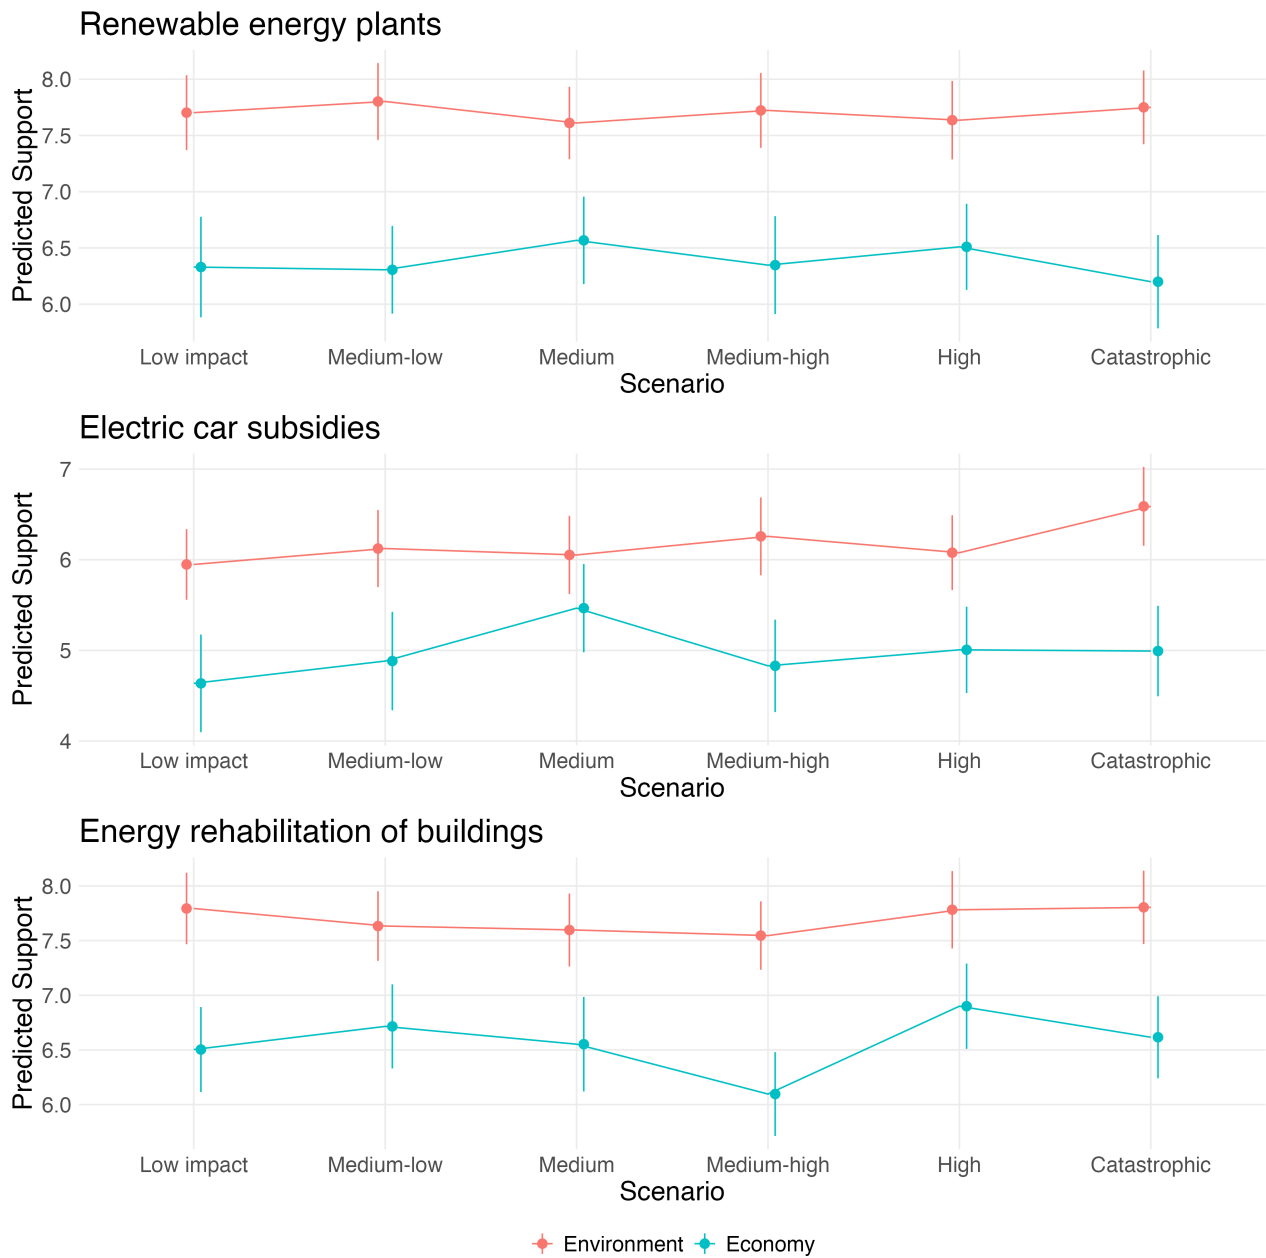 Renewable energy plants
Predicted Support
8.0
7.5
7.0
6.5
6.0
Low impact Medium-low Medium Medium-high High Catastrophic
Scenario
Electric car subsidies
Predicted Support
7
6
5
4
Low impact Medium-low Medium Medium-high High Catastrophic
Scenario
Energy rehabilitation of buildings
Predicted Support
8.0
7.5
7.0
6.5
6.0
Low impact Medium-low Medium Medium-high High Catastrophic
Scenario
Environment Economy